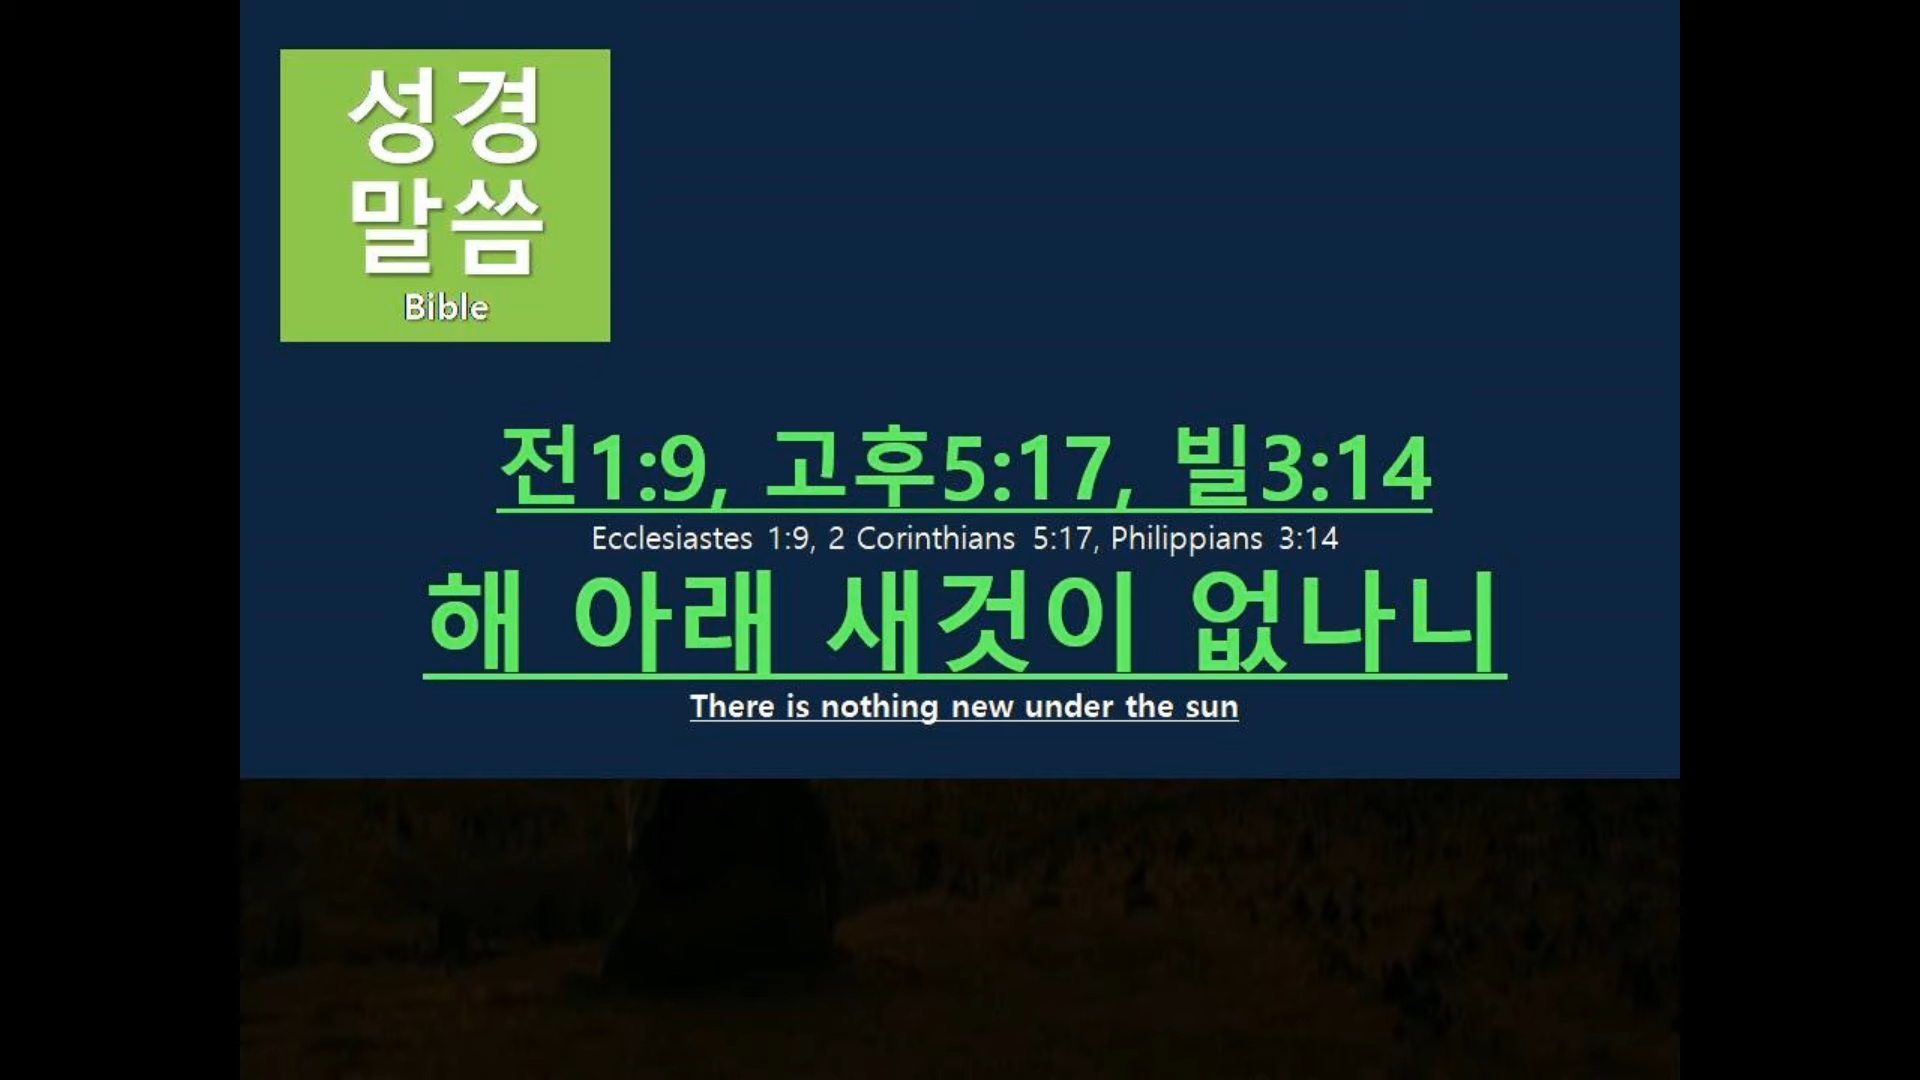 성경
말씀
Bible
전1:9, 고후5:17, 빌3:14
Ecclesiastes 1:9, 2 Corinthians 5:17, Philippians 3:14
해 아래 새것이 없나니
There is nothing new under the sun